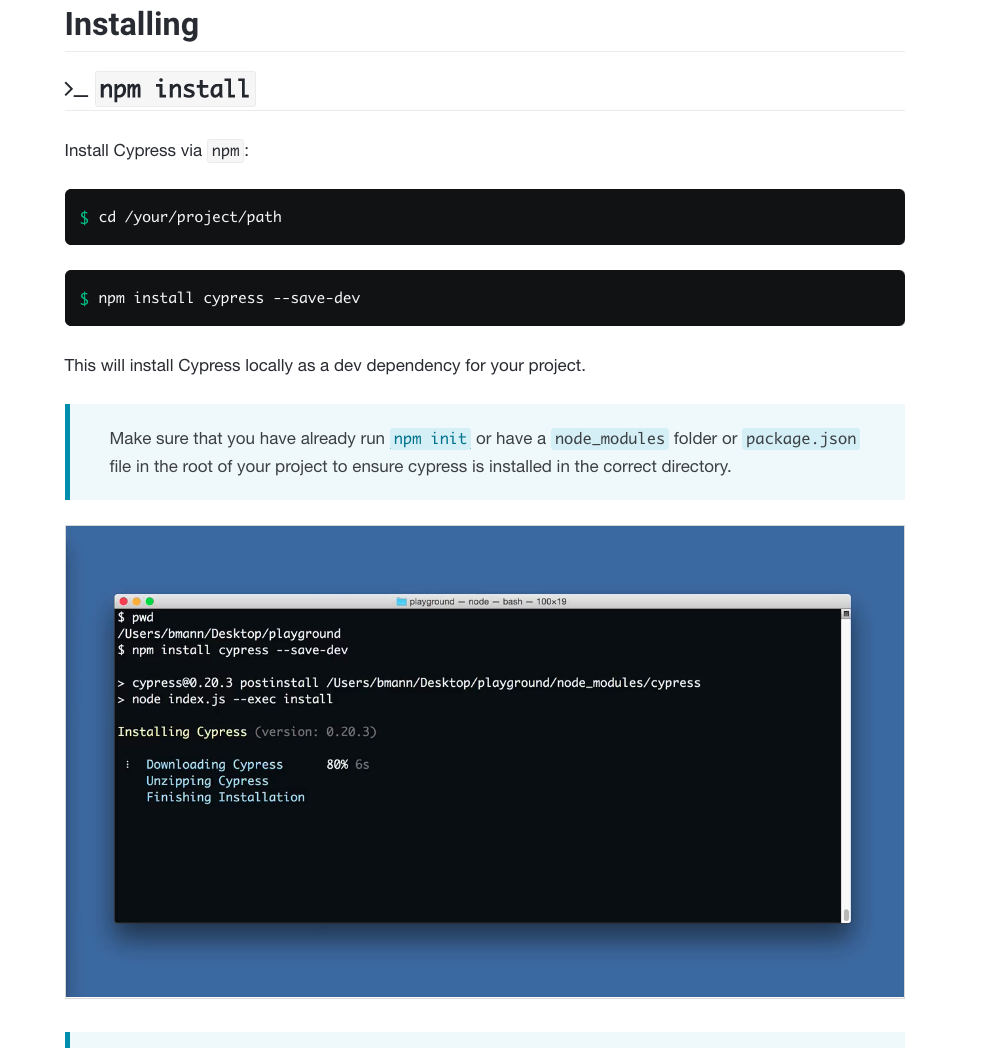 Installing
>_ npm install
Install Cypress via npm:
$ cd /your/project/path
$ npm install cypress --save-dev
This will install Cypress locally as a dev dependency for your project.
Make sure that you have already run npm init or have a node_modules folder or package.json
file in the root of your project to ensure cypress is installed in the correct directory.
playground — node — bash — 100×19
$ pwd
/Users/bmann/Desktop/playground
$ npm install cypress --save-dev
> cypress@0.20.3 postinstall /Users/bmann/Desktop/playground/node_modules/cypress
> node index.js --exec install
Installing Cypress (version: 0.20.3)
⠸ Downloading Cypress 80% 6s
Unzipping Cypress
Finishing Installation